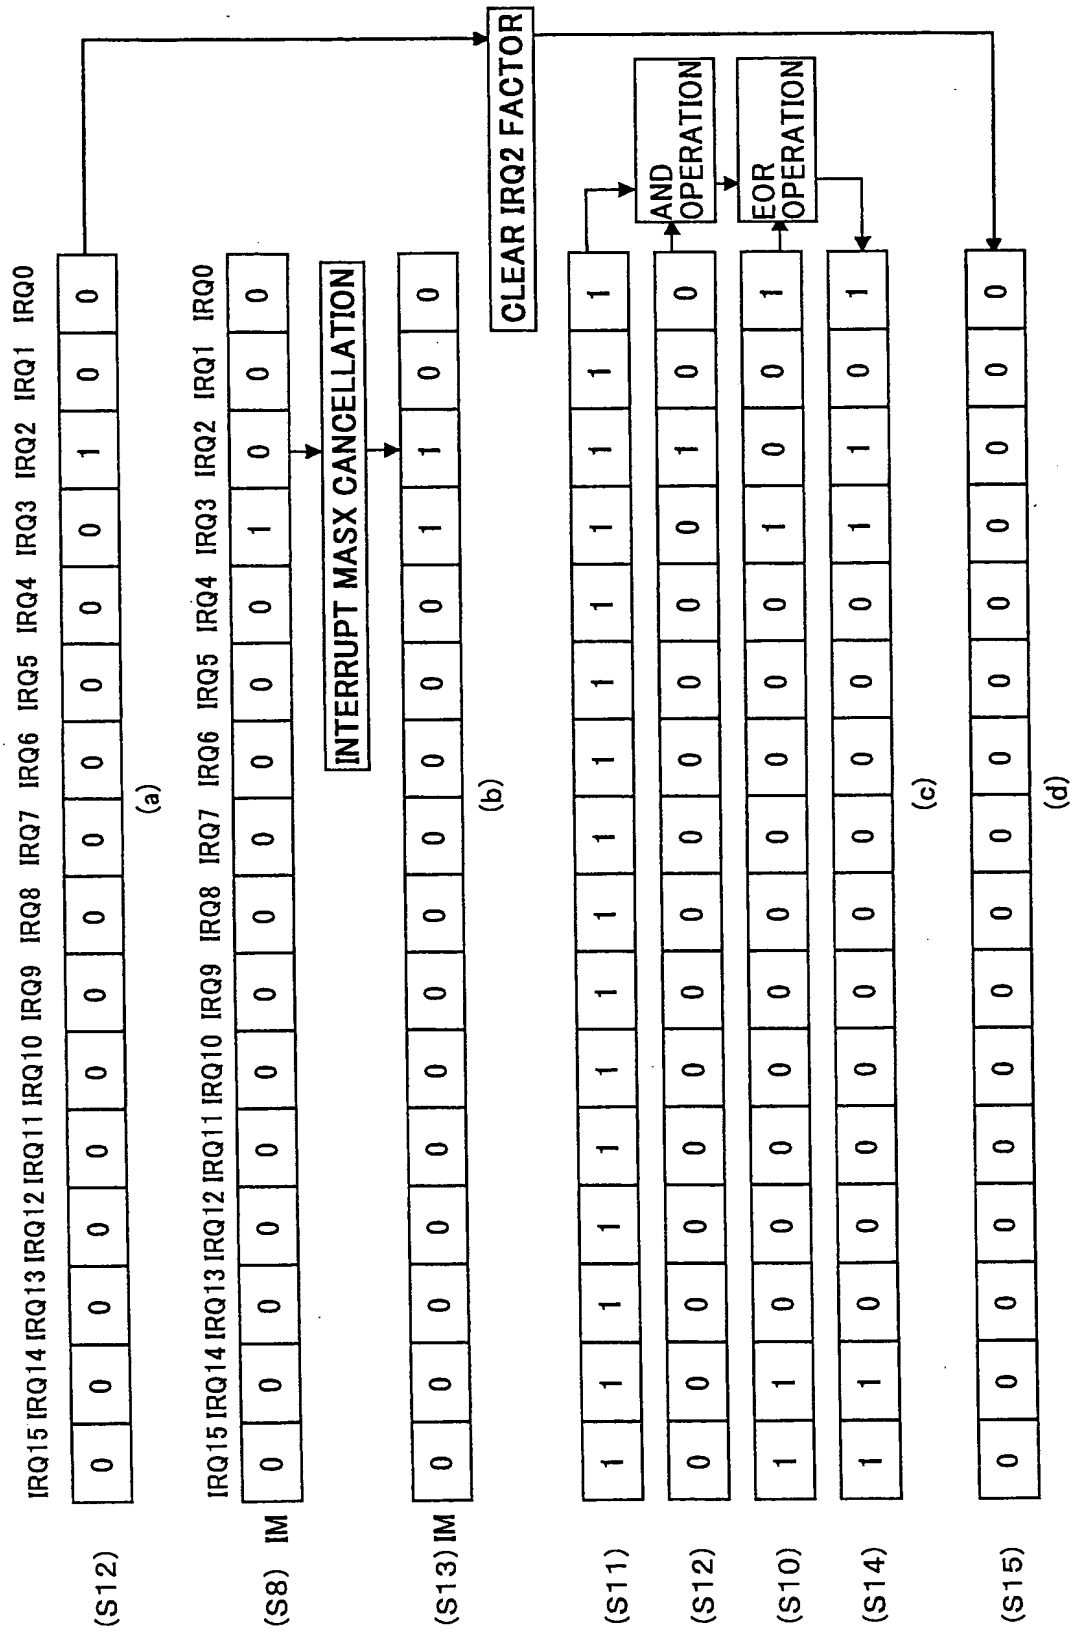 IRQ15 IRQ14 IRQ13 IRQ12 IRQ11 IRQ10 IRQ9 IRQ8 IRQ7 IRQ6 IRQ5 IRQ4 IRQ3 IRQ2 IRQ1 IRQ0
(S12) 0 0 0 0 0 0 0 0 0 0 0 0 0 1 0 0
(a)
IRQ15 IRQ14 IRQ13 IRQ12 IRQ11 IRQ10 IRQ9 IRQ8 IRQ7 IRQ6 IRQ5 IRQ4 IRQ3 IRQ2 IRQ1 IRQ0
(S8) IM 0 0 0 0 0 0 0 0 0 0 0 0 1 0 0 0
INTERRUPT MASX CANCELLATION
(S13) IM 0 0 0 0 0 0 0 0 0 0 0 0 1 1 0 0
(b)
CLEAR IRQ2 FACTOR
(S11) 1 1 1 1 1 1 1 1 1 1 1 1 1 1 1 1
AND
OPERATION
(S12) 0 0 0 0 0 0 0 0 0 0 0 0 0 1 0 0
EOR
OPERATION
(S10) 1 1 0 0 0 0 0 0 0 0 0 0 1 0 0 1
(S14) 1 1 0 0 0 0 0 0 0 0 0 0 1 1 0 1
(c)
(S15) 0 0 0 0 0 0 0 0 0 0 0 0 0 0 0 0
(d)